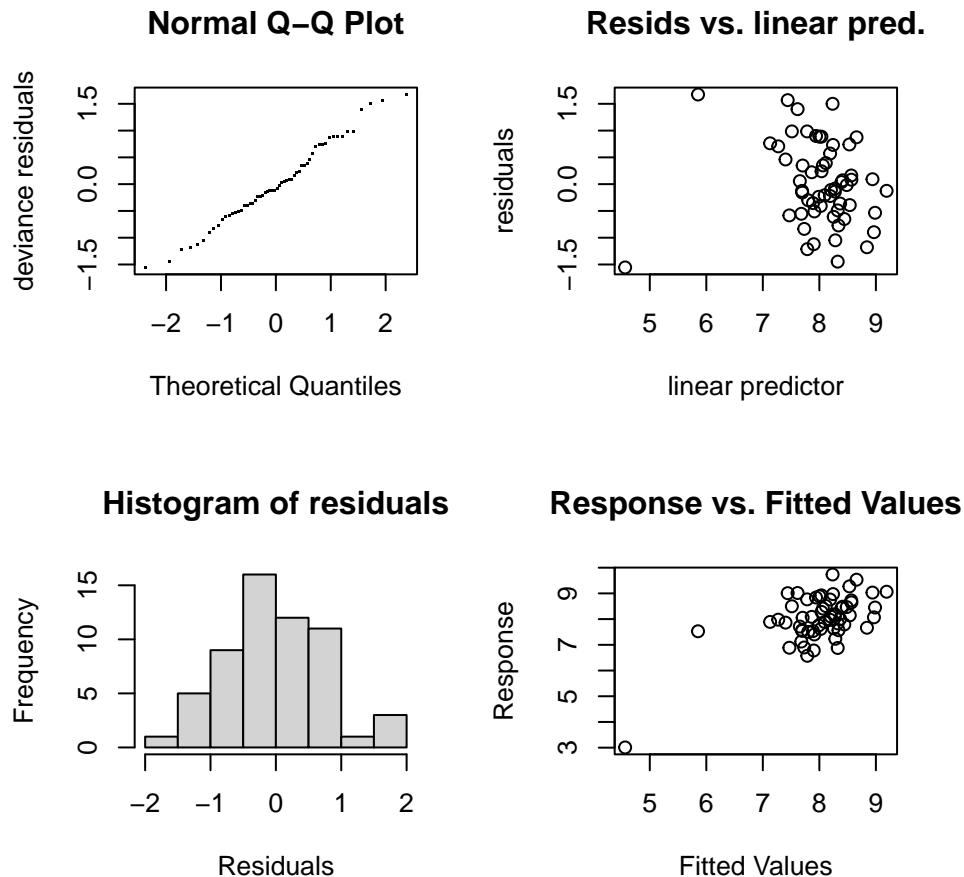 Normal Q−Q Plot
deviance residuals
−1.5 0.0 1.5
−2 −1 0 1 2
Theoretical Quantiles
Resids vs. linear pred.
residuals
−1.5 0.0 1.5
5 6 7 8 9
linear predictor
Histogram of residuals
Frequency
0 5 10 15
−2 −1 0 1 2
Residuals
Response vs. Fitted Values
Response
3 5 7 9
5 6 7 8 9
Fitted Values